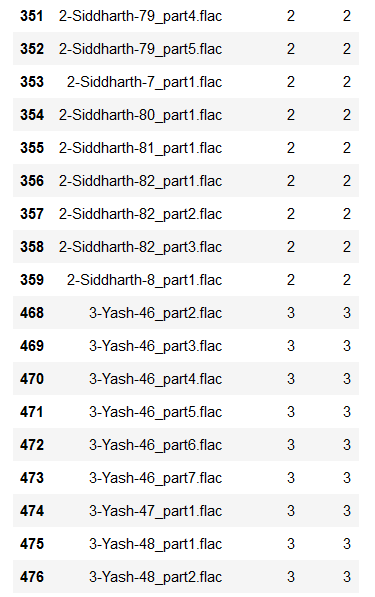 351 2-Siddharth-79_part4.flac 2 2
352 2-Siddharth-79_part5.flac 2 2
353 2-Siddharth-7_part1.flac 2 2
354 2-Siddharth-80_part1.flac 2 2
355 2-Siddharth-81_part1.flac 2 2
356 2-Siddharth-82_part1.flac 2 2
357 2-Siddharth-82_part2.flac 2 2
358 2-Siddharth-82_part3.flac 2 2
359 2-Siddharth-8_part1.flac 2 2
468 3-Yash-46_part2.flac 3 3
469 3-Yash-46_part3.flac 3 3
470 3-Yash-46_part4.flac 3 3
471 3-Yash-46_part5.flac 3 3
472 3-Yash-46_part6.flac 3 3
473 3-Yash-46_part7.flac 3 3
474 3-Yash-47_part1.flac 3 3
475 3-Yash-48_part1.flac 3 3
476 3-Yash-48_part2.flac 3 3